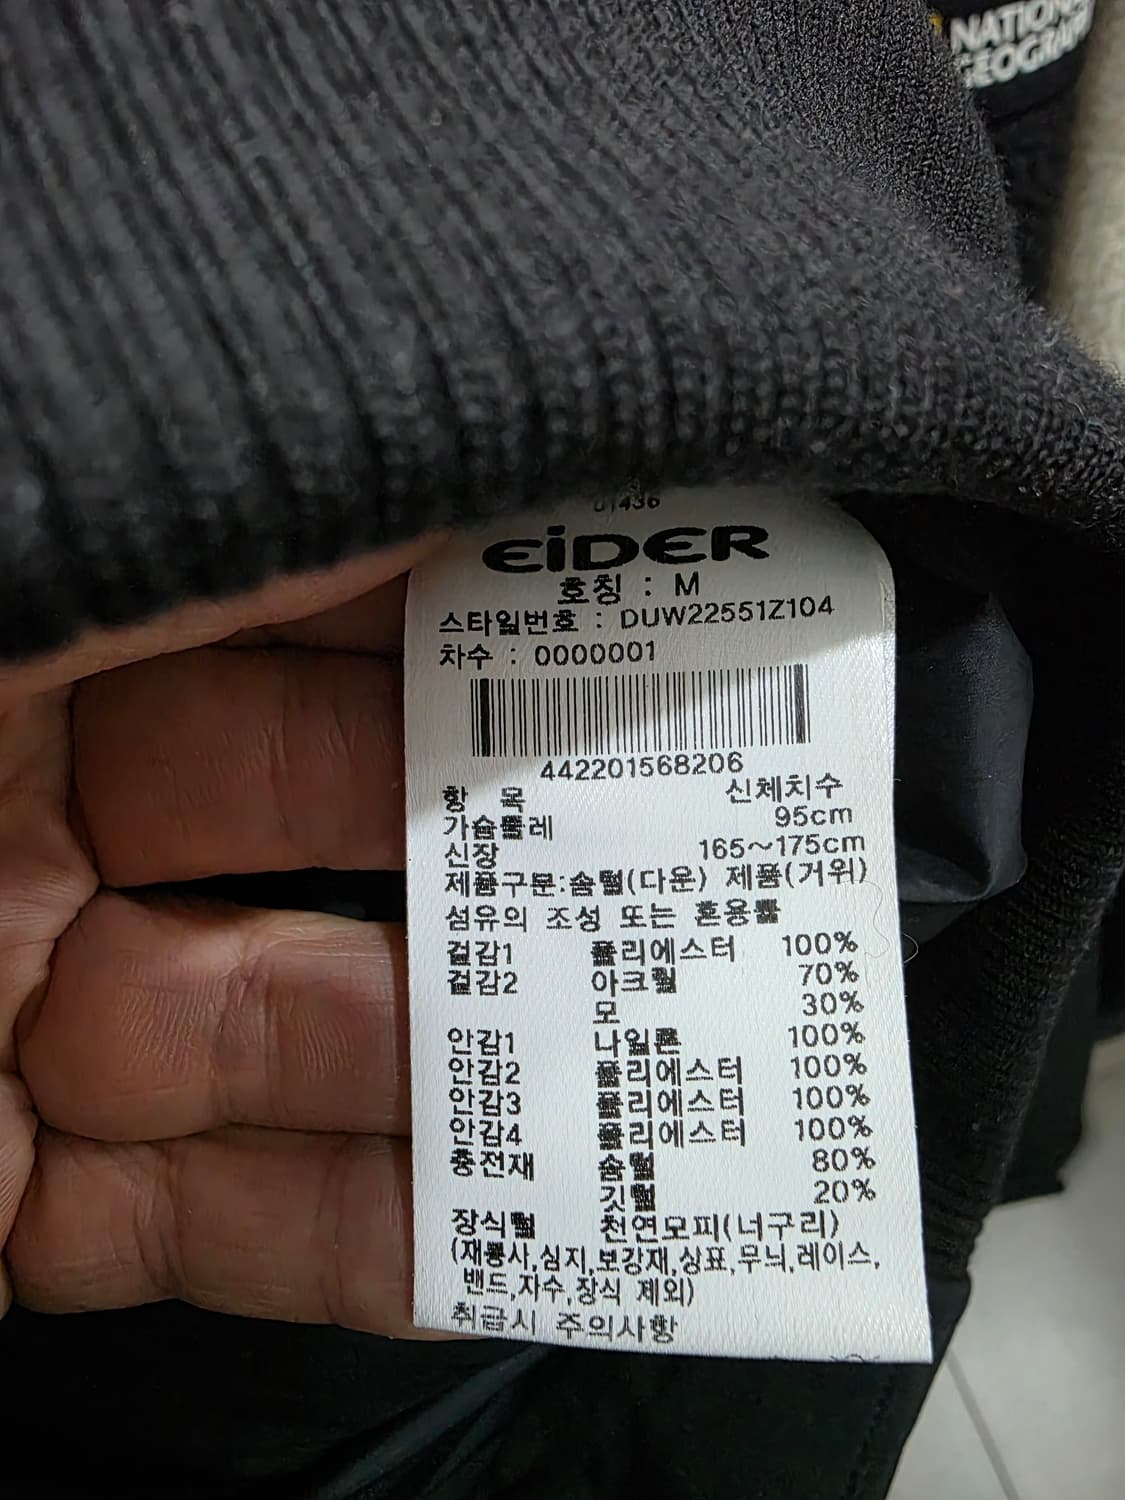 NATION
GEOGRA
01436
EiDER
호칭 : M
스타일번호 : DUW22551Z104
차수 : 0000001
442201568206
항 목 신체치수
가슴둘레 95cm
신장 165~175cm
제품구분:솜털(다운) 제품(거위)
섬유의 조성 또는 혼용률
겉감1 폴리에스터 100%
겉감2 아크릴 70%
모 30%
안감1 나일론 100%
안감2 폴리에스터 100%
안감3 폴리에스터 100%
안감4 폴리에스터 100%
충전재 솜털 80%
깃털 20%
장식털 천연모피(너구리)
(재봉사,심지,보강재,상표,무늬,레이스,
밴드,자수,장식 제외)
취급시 주의사항